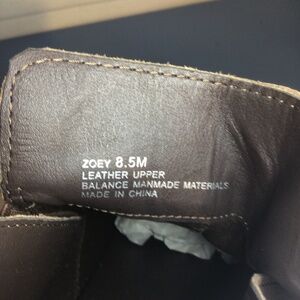 ZOEY 8.5M
LEATHER UPPER
BALANCE MANMADE MATERIALS
MADE IN CHINA